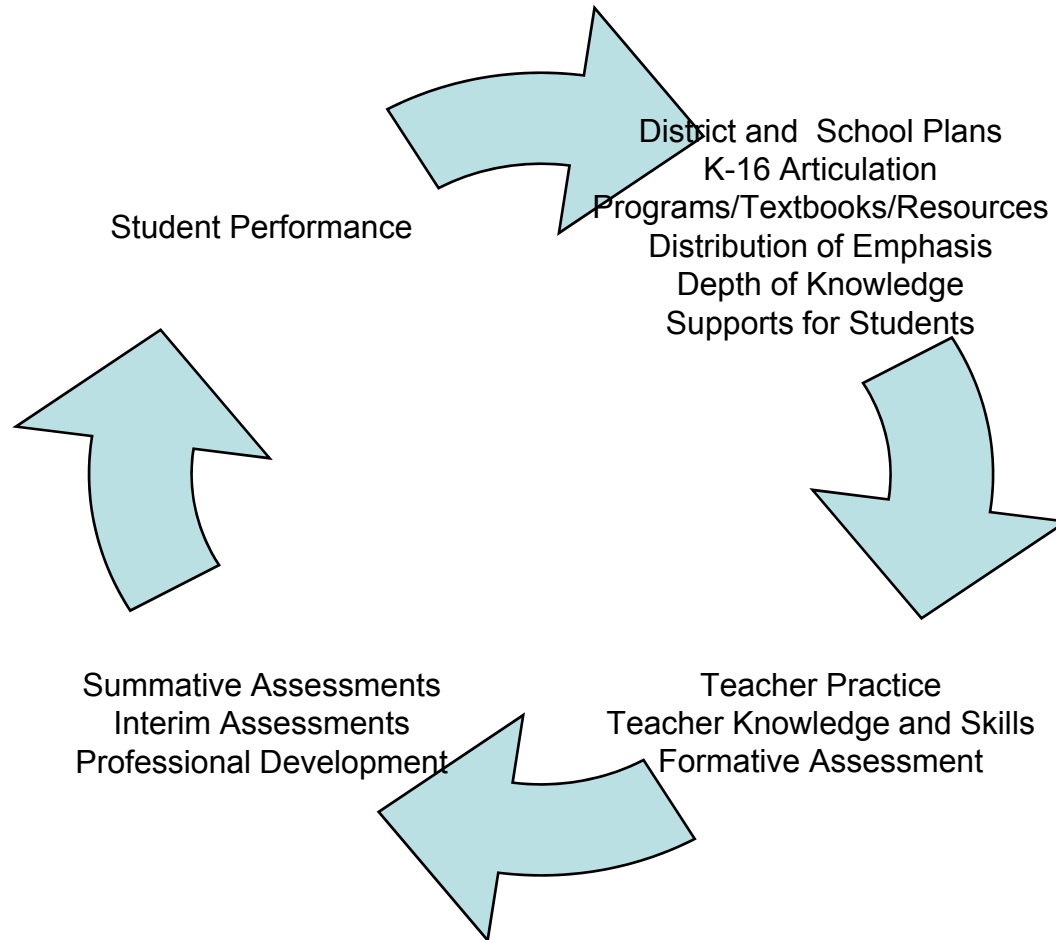 Student Performance
District and  School Plans
K-16 Articulation
Programs/Textbooks/Resources
Distribution of Emphasis
Depth of Knowledge
Supports for Students
Teacher Practice
Teacher Knowledge and Skills
Formative Assessment
Summative Assessments
Interim Assessments
Professional Development